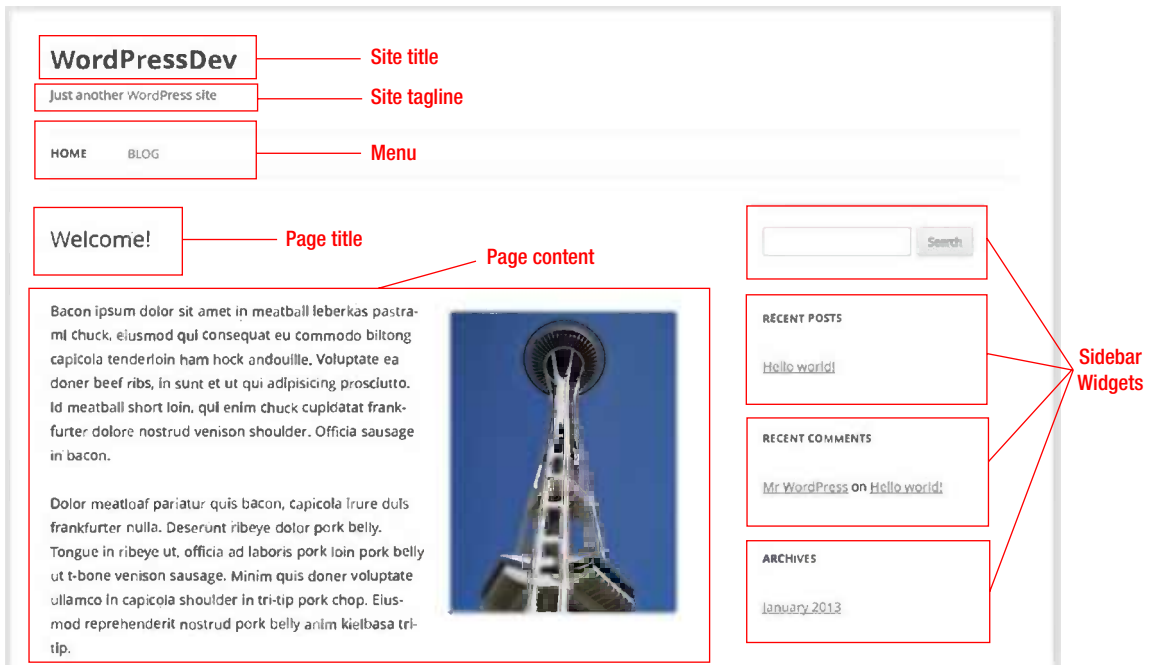 WordPressDev
Site title
Just another WordPress site
Site tagline
HOME BLOG
Menu
Welcome!
Page title
Page content
Bacon ipsum dolor sit amet in meatball leberkas pastra-
mi chuck, eiusmod qui consequat eu commodo biltong
capicola tenderloin ham hock andouille. Voluptate ea
doner beef ribs, in sunt et ut qui adipisicing prosciutto.
Id meatball short loin, qui enim chuck cupidatat frank-
furter dolore nostrud venison shoulder. Officia sausage
in bacon.
Dolor meatloaf pariatur quis bacon, capicola irure duis
frankfurter nulla. Deserunt ribeye dolor pork belly.
Tongue in ribeye ut, officia ad laboris pork loin pork belly
ut t-bone venison sausage. Minim quis doner voluptate
ullamco in capicola shoulder in tri-tip pork chop. Eius-
mod reprehenderit nostrud pork belly anim kielbasa tri-
tip.
Search
RECENT POSTS
Hello world!
RECENT COMMENTS
Mr WordPress on Hello world!
ARCHIVES
January 2013
Sidebar
Widgets